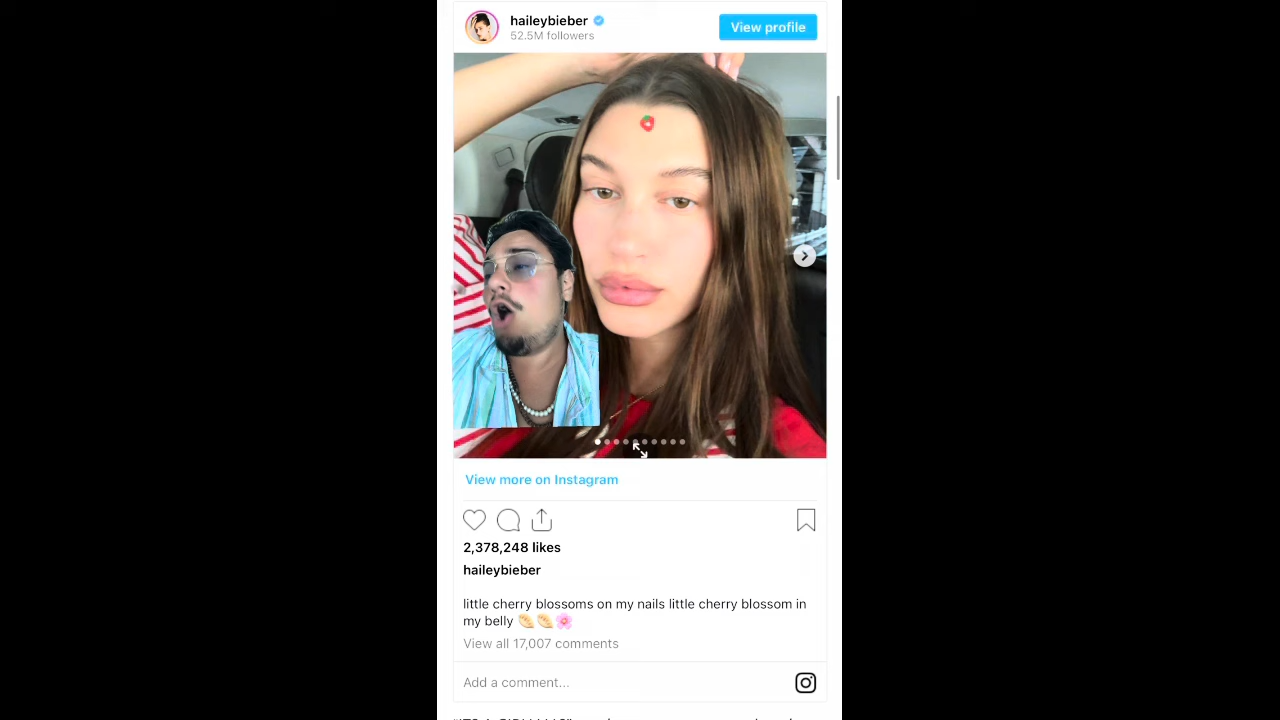 haileybieber
52.5M followers
View profile
View more on Instagram
2,378,248 likes
haileybieber
little cherry blossoms on my nails little cherry blossom in
my belly 🥟🥟🌸
View all 17,007 comments
Add a comment...